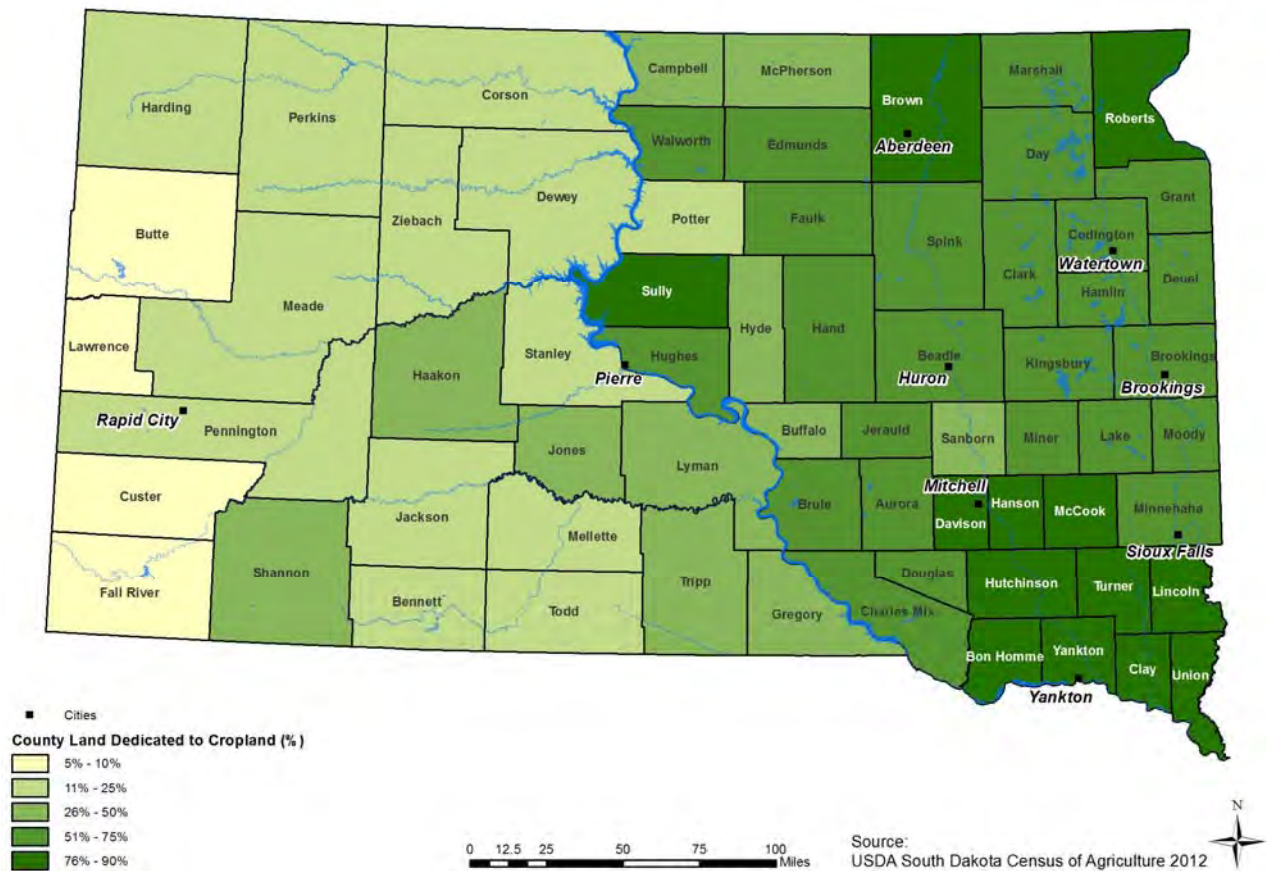 Campbell
McPherson
Marshall
Brown
Roberts
Harding
Perkins
Corson
Walworth
Edmunds
Aberdeen
Day
Grant
Butte
Ziebach
Dewey
Potter
Faulk
Spink
Codington
Watertown
Clark
Hamlin
Deuel
Sully
Meade
Lawrence
Haakon
Stanley
Hughes
Hyde
Hand
Beadle
Kingsbury
Brookings
Pierre
Huron
Brookings
Rapid City
Pennington
Jones
Lyman
Buffalo
Jerauld
Sanborn
Miner
Lake
Moody
Custer
Jackson
Mellette
Brule
Aurora
Mitchell
Davison
Hanson
McCook
Minnehaha
Sioux Falls
Fall River
Shannon
Bennett
Todd
Tripp
Gregory
Douglas
Charles Mix
Hutchinson
Turner
Lincoln
Bon Homme
Yankton
Clay
Union
Yankton
Cities
County Land Dedicated to Cropland (%)
5% - 10%
11% - 25%
26% - 50%
51% - 75%
76% - 90%
0 12.5 25 50 75 100
Miles
Source:
USDA South Dakota Census of Agriculture 2012
N